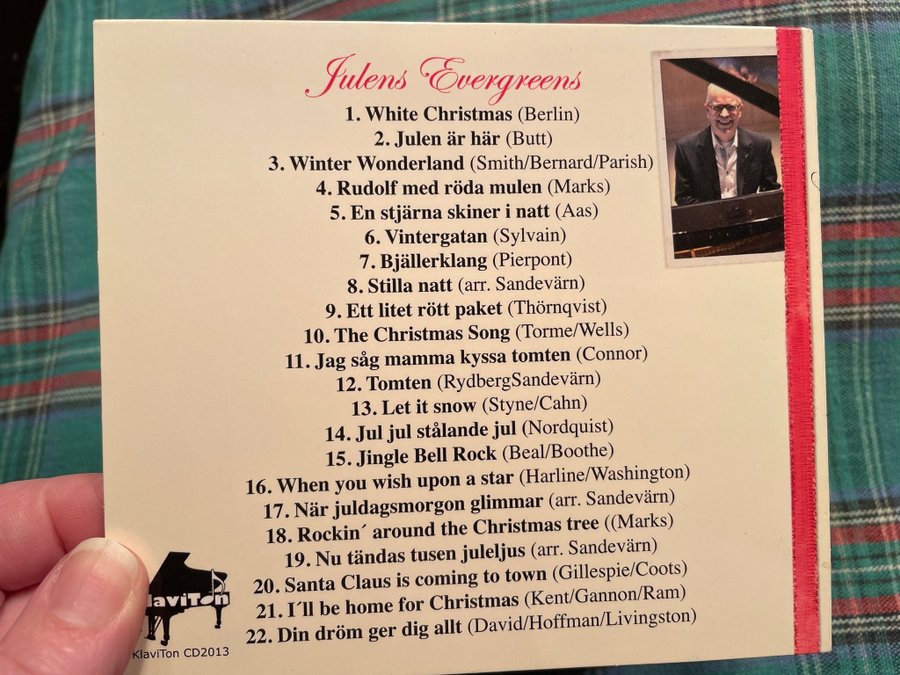 Julens Evergreens
1. White Christmas (Berlin)
2. Julen är här (Butt)
3. Winter Wonderland (Smith/Bernard/Parish)
4. Rudolf med röda mulen (Marks)
5. En stjärna skiner i natt (Aas)
6. Vintergatan (Sylvain)
7. Bjällerklang (Pierpont)
8. Stilla natt (arr. Sandevärn)
9. Ett litet rött paket (Thörnqvist)
10. The Christmas Song (Torme/Wells)
11. Jag såg mamma kyssa tomten (Connor)
12. Tomten (RydbergSandevärn)
13. Let it snow (Styne/Cahn)
14. Jul jul stålande jul (Nordquist)
15. Jingle Bell Rock (Beal/Boothe)
16. When you wish upon a star (Harline/Washington)
17. När juldagsmorgon glimmar (arr. Sandevärn)
18. Rockin´ around the Christmas tree ((Marks)
19. Nu tändas tusen juleljus (arr. Sandevärn)
20. Santa Claus is coming to town (Gillespie/Coots)
21. I´ll be home for Christmas (Kent/Gannon/Ram)
22. Din dröm ger dig allt (David/Hoffman/Livingston)
KlaviTon
KlaviTon CD2013